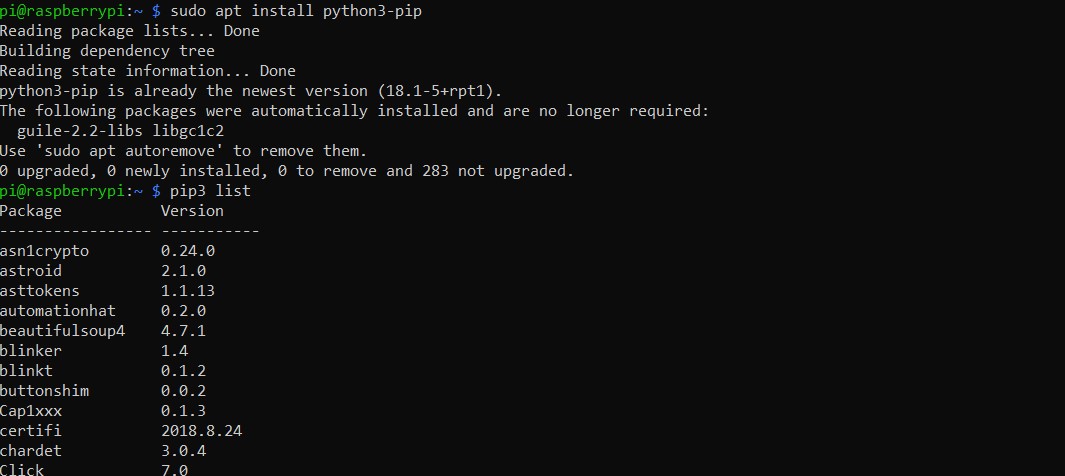 pi@raspberrypi:~ $ sudo apt install python3-pip
Reading package lists... Done
Building dependency tree
Reading state information... Done
python3-pip is already the newest version (18.1-5+rpt1).
The following packages were automatically installed and are no longer required:
  guile-2.2-libs libgc1c2
Use 'sudo apt autoremove' to remove them.
0 upgraded, 0 newly installed, 0 to remove and 283 not upgraded.
pi@raspberrypi:~ $ pip3 list
Package           Version
----------------- -----------
asn1crypto        0.24.0
astroid           2.1.0
asttokens         1.1.13
automationhat     0.2.0
beautifulsoup4    4.7.1
blinker           1.4
blinkt            0.1.2
buttonshim        0.0.2
Cap1xxx           0.1.3
certifi           2018.8.24
chardet           3.0.4
Click             7.0